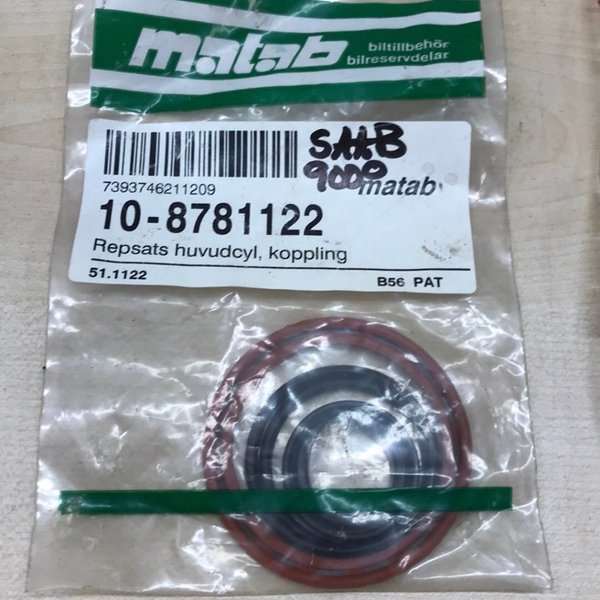 matab
biltillbehör
bilreservdelar
SAAB
9000
7393746211209
matab
10-8781122
Repsats huvudcyl, koppling
51.1122
B56 PAT